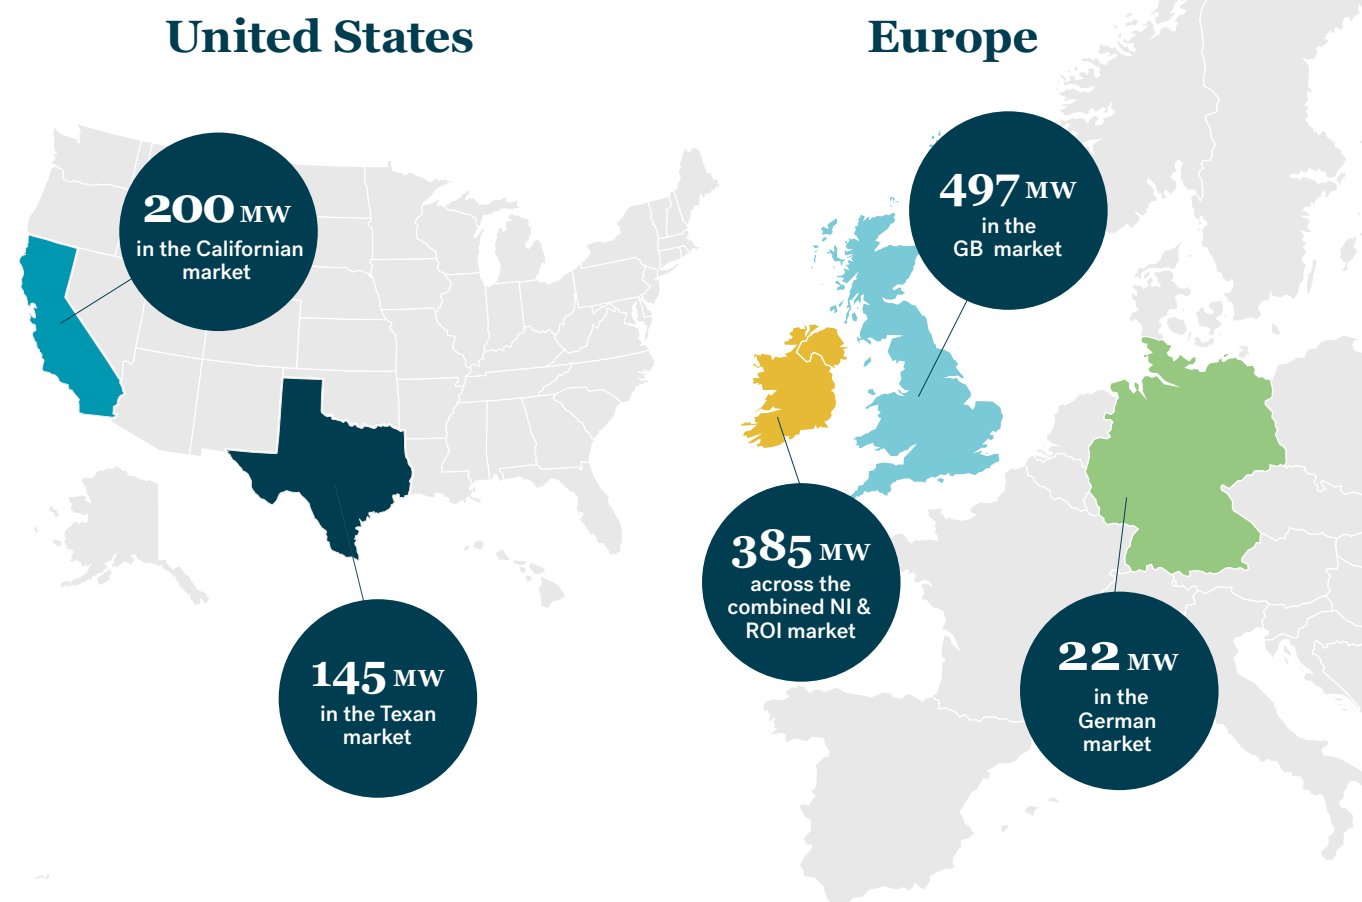 United States
200 MW
in the Californian
market
145 MW
in the Texan
market
Europe
497 MW
in the
GB market
385 MW
across the
combined NI &
ROI market
22 MW
in the
German
market